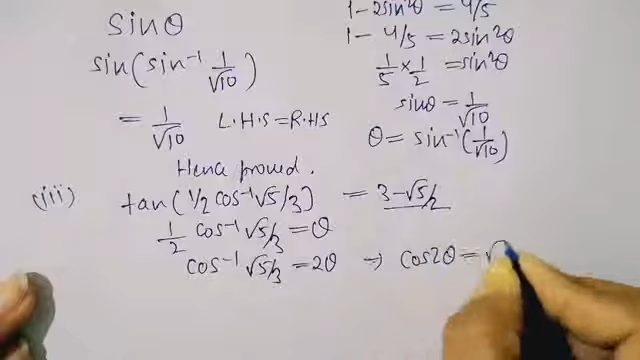 sinθ
sin(sin⁻¹ 1/√10)
= 1/√10 L.H.S=R.HS
Hence proved.
1-2sin²θ = 4/5
1-4/5 = 2sin²θ
1/5 × 1/2 = sin²θ
sinθ = 1/√10
θ = sin⁻¹(1/√10)
(iii) tan(1/2 cos⁻¹ √5/3) = 3-√5/2
1/2 cos⁻¹ √5/3 = θ
cos⁻¹ √5/3 = 2θ → cos2θ = √